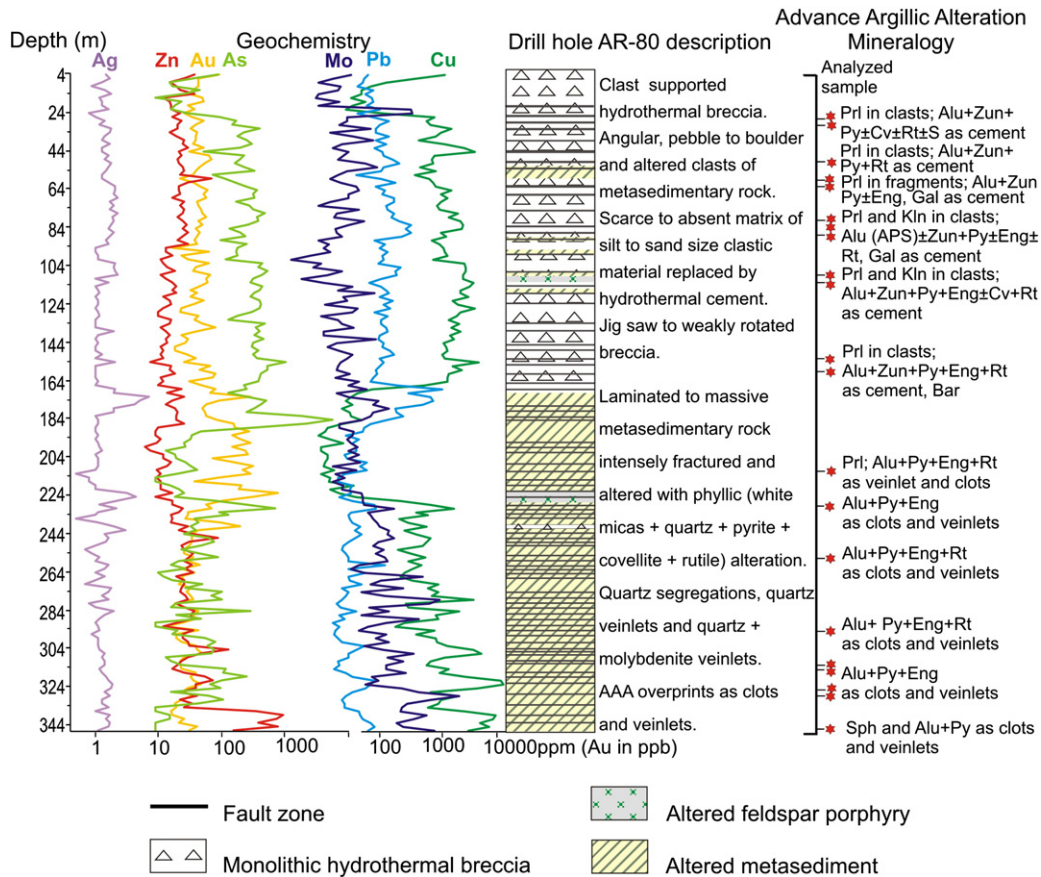 Depth (m)
Geochemistry
Drill hole AR-80 description
Advance Argillic Alteration
Mineralogy
Ag
Zn
Au
As
Mo
Pb
Cu
4
24
44
64
84
104
124
144
164
184
204
224
244
264
284
304
324
344
1
10
100
1000
100
1000
10000ppm (Au in ppb)
Clast supported
hydrothermal breccia.
Angular, pebble to boulder
and altered clasts of
metasedimentary rock.
Scarce to absent matrix of
silt to sand size clastic
material replaced by
hydrothermal cement.
Jig saw to weakly rotated
breccia.
Laminated to massive
metasedimentary rock
intensely fractured and
altered with phyllic (white
micas + quartz + pyrite +
covellite + rutile) alteration.
Quartz segregations, quartz
veinlets and quartz +
molybdenite veinlets.
AAA overprints as clots
and veinlets.
Analyzed
sample
Prl in clasts; Alu+Zun+
Py±Cv±Rt±S as cement
Prl in clasts; Alu+Zun+
Py+Rt as cement
Prl in fragments; Alu+Zun
Py±Eng, Gal as cement
Prl and Kln in clasts;
Alu (APS)±Zun+Py±Eng±
Rt, Gal as cement
Prl and Kln in clasts;
Alu+Zun+Py+Eng±Cv+Rt
as cement
Prl in clasts;
Alu+Zun+Py+Eng+Rt
as cement, Bar
Prl; Alu+Py+Eng+Rt
as veinlet and clots
Alu+Py+Eng
as clots and veinlets
Alu+Py+Eng+Rt
as clots and veinlets
Alu+ Py+Eng+Rt
as clots and veinlets
Alu+Py+Eng
as clots and veinlets
Sph and Alu+Py as clots
and veinlets
Fault zone
Altered feldspar porphyry
Monolithic hydrothermal breccia
Altered metasediment